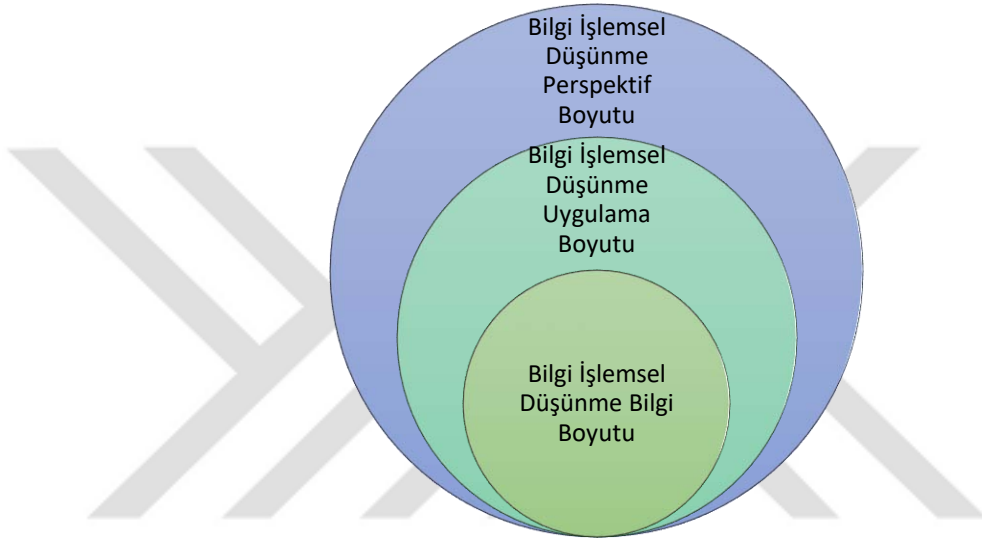 Bilgi İşlemsel
Düşünme
Perspektif
Boyutu
Bilgi İşlemsel
Düşünme
Uygulama
Boyutu
Bilgi İşlemsel
Düşünme Bilgi
Boyutu